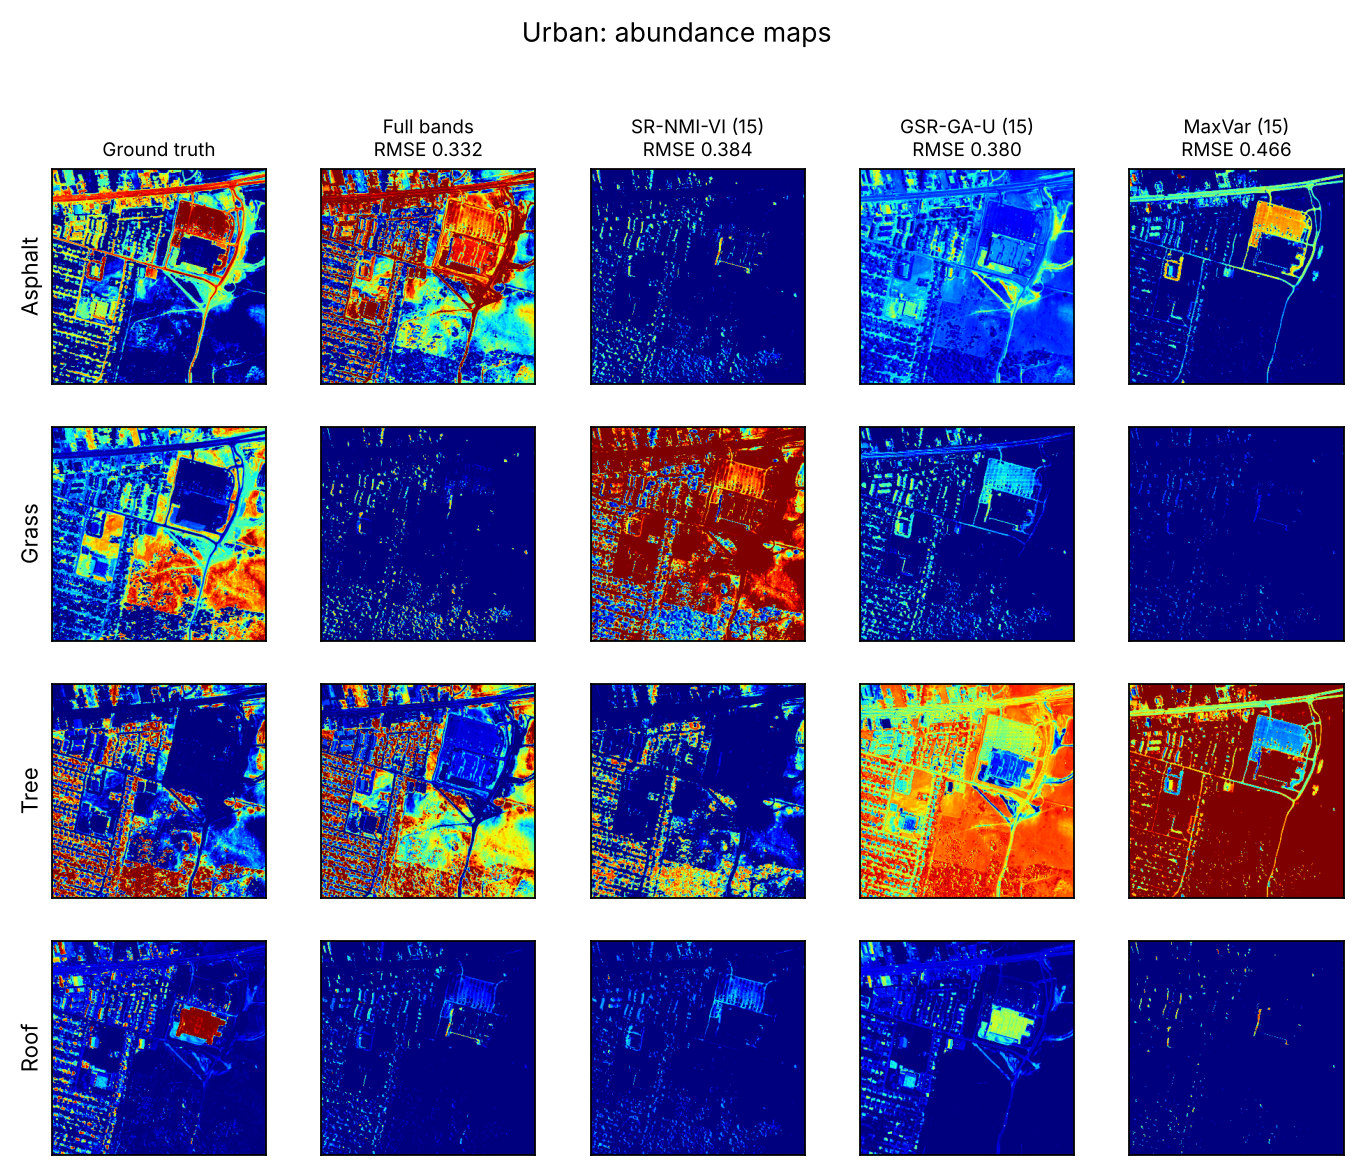 Urban: abundance maps
Ground truth
Full bands
RMSE 0.332
SR-NMI-VI (15)
RMSE 0.384
GSR-GA-U (15)
RMSE 0.380
MaxVar (15)
RMSE 0.466
Asphalt
Grass
Tree
Roof